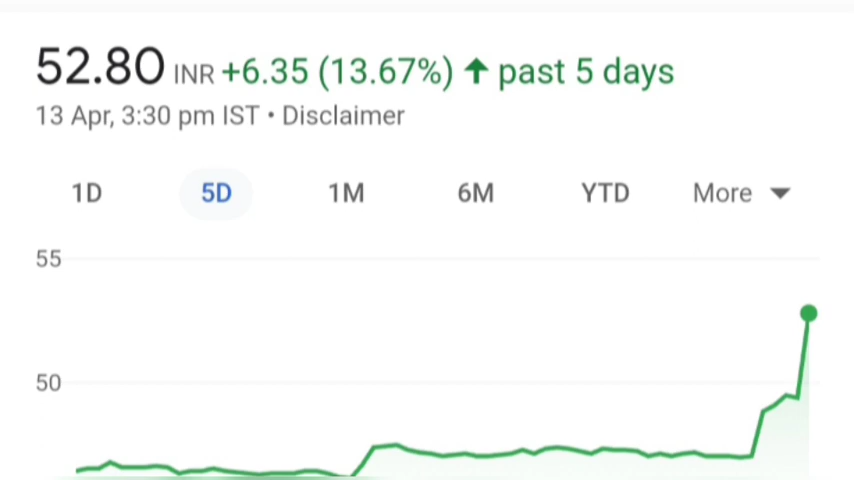 52.80 INR +6.35 (13.67%) ↑ past 5 days
13 Apr, 3:30 pm IST • Disclaimer
1D 5D 1M 6M YTD More
55
50